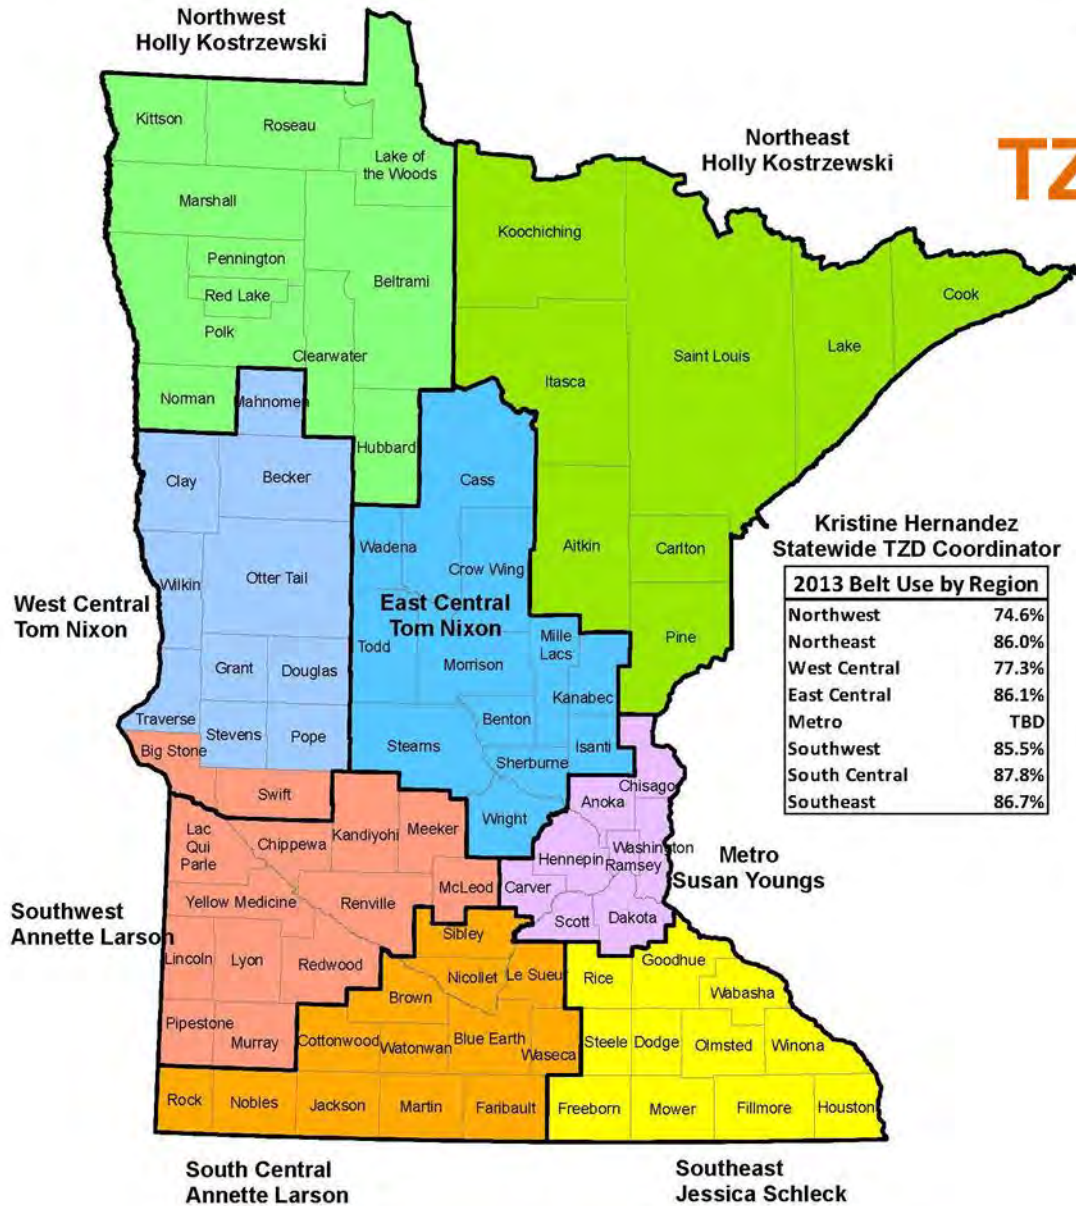 Northwest
Holly Kostrzewski
Northeast
Holly Kostrzewski
TZ
Kittson
Roseau
Lake of
the Woods
Marshall
Koochiching
Pennington
Beltrami
Red Lake
Cook
Polk
Clearwater
Saint Louis
Lake
Itasca
Norman
Mahnomen
Hubbard
Clay
Becker
Cass
Kristine Hernandez
Statewide TZD Coordinator
Wadena
Aitkin
Carlton
Crow Wing
Wilkin
Otter Tail
2013 Belt Use by Region
Northwest 74.6%
Northeast 86.0%
West Central 77.3%
East Central 86.1%
Metro TBD
Southwest 85.5%
South Central 87.8%
Southeast 86.7%
West Central
Tom Nixon
East Central
Tom Nixon
Mille
Lacs
Pine
Todd
Morrison
Grant
Douglas
Kanabec
Traverse
Stevens
Pope
Benton
Stearns
Isanti
Big Stone
Sherburne
Swift
Chisago
Anoka
Wright
Lac
Qui
Parle
Chippewa
Kandiyohi
Meeker
Washington
Hennepin
Ramsey
Metro
Susan Youngs
McLeod
Carver
Yellow Medicine
Renville
Southwest
Annette Larson
Scott
Dakota
Sibley
Lincoln
Lyon
Redwood
Nicollet
Le Sueur
Rice
Goodhue
Wabasha
Brown
Pipestone
Murray
Cottonwood
Watonwan
Blue Earth
Waseca
Steele
Dodge
Olmsted
Winona
Rock
Nobles
Jackson
Martin
Faribault
Freeborn
Mower
Fillmore
Houston
South Central
Annette Larson
Southeast
Jessica Schleck